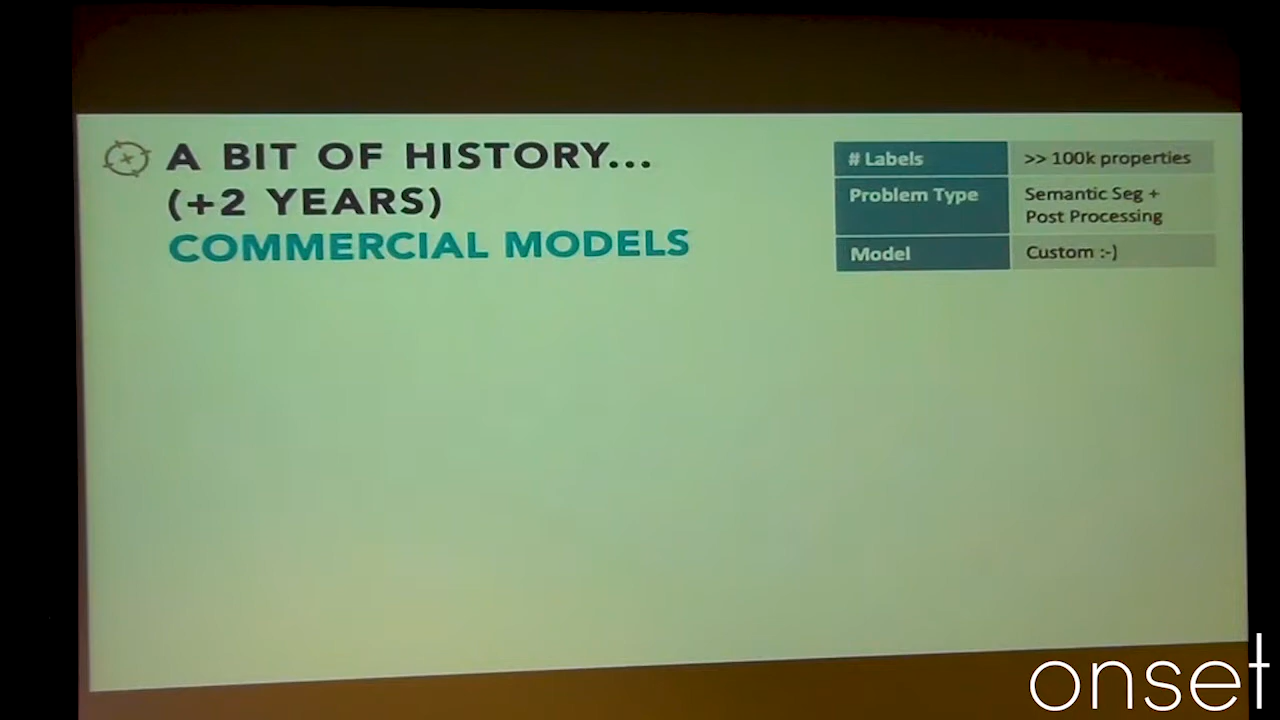 A BIT OF HISTORY...
(+2 YEARS)
COMMERCIAL MODELS
# Labels >> 100k properties
Problem Type Semantic Seg +
Post Processing
Model Custom :-)
onset